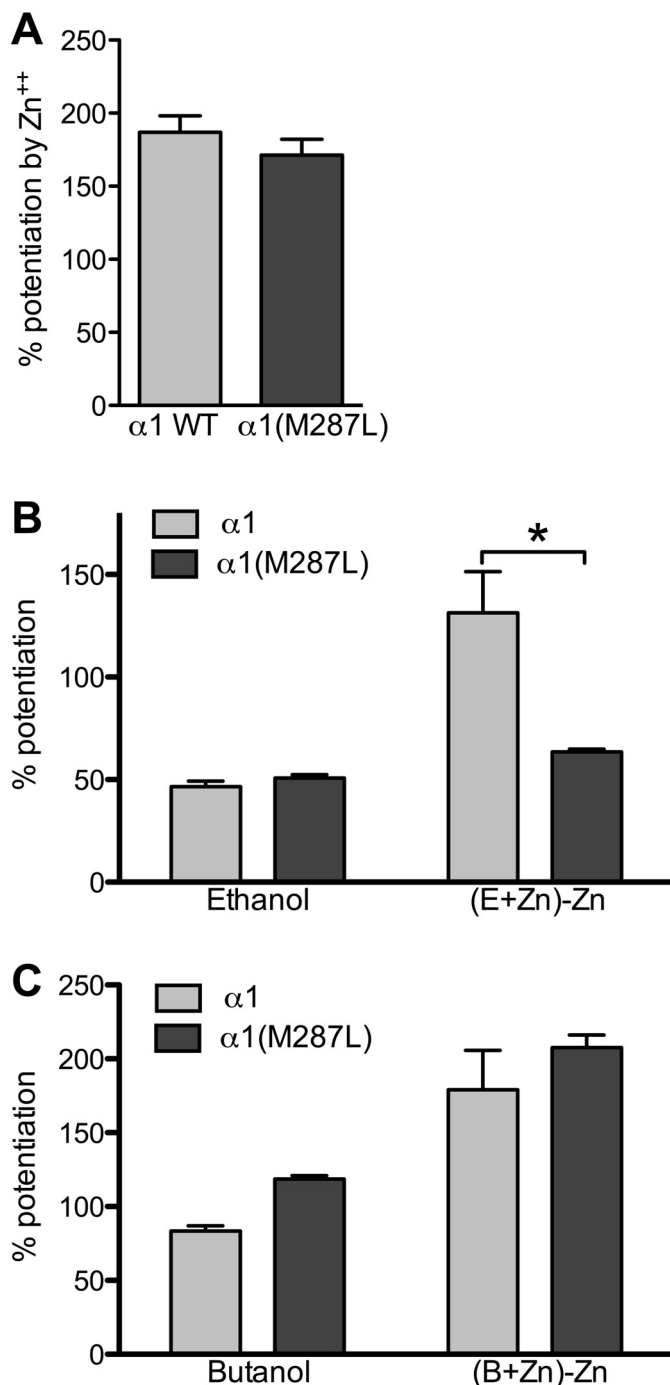 A
% potentiation by Zn⁺⁺
250
200
150
100
50
0
α1 WT
α1(M287L)
B
% potentiation
α1
α1(M287L)
*
150
100
50
0
Ethanol
(E+Zn)-Zn
C
% potentiation
α1
α1(M287L)
250
200
150
100
50
0
Butanol
(B+Zn)-Zn